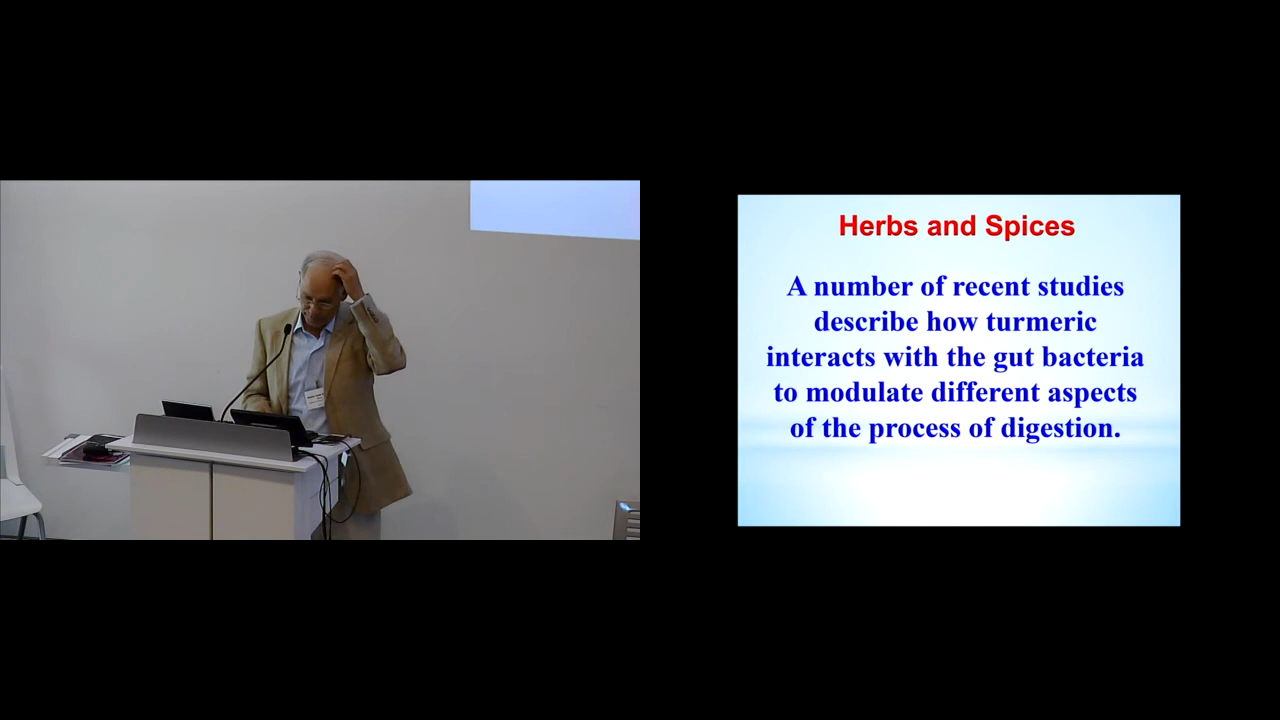 Herbs and Spices
A number of recent studies
describe how turmeric
interacts with the gut bacteria
to modulate different aspects
of the process of digestion.